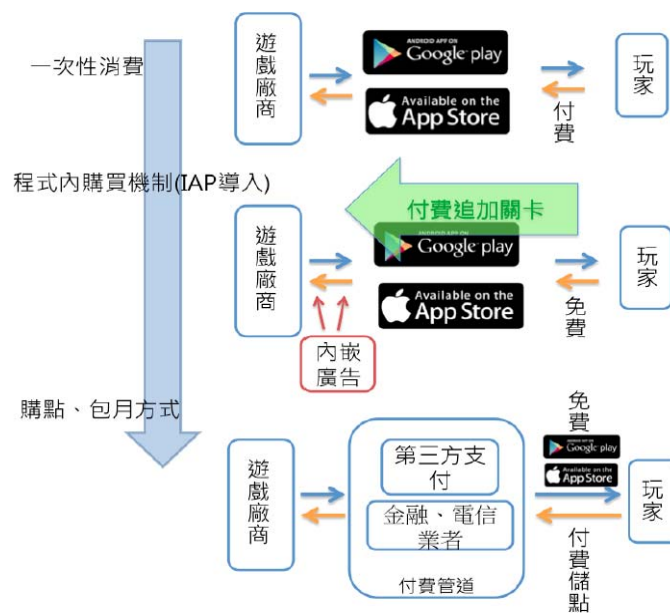 一次性消費
遊戲廠商
ANDROID APP ON
Google play
Available on the
App Store
付費
玩家
程式內購買機制(IAP導入)
付費追加關卡
遊戲廠商
Google play
Available on the
App Store
免費
玩家
內嵌
廣告
購點、包月方式
遊戲廠商
第三方支
付
金融、電信
業者
付費管道
免費
ANDROID APP ON
Google play
Available on the
App Store
付費儲點
玩家